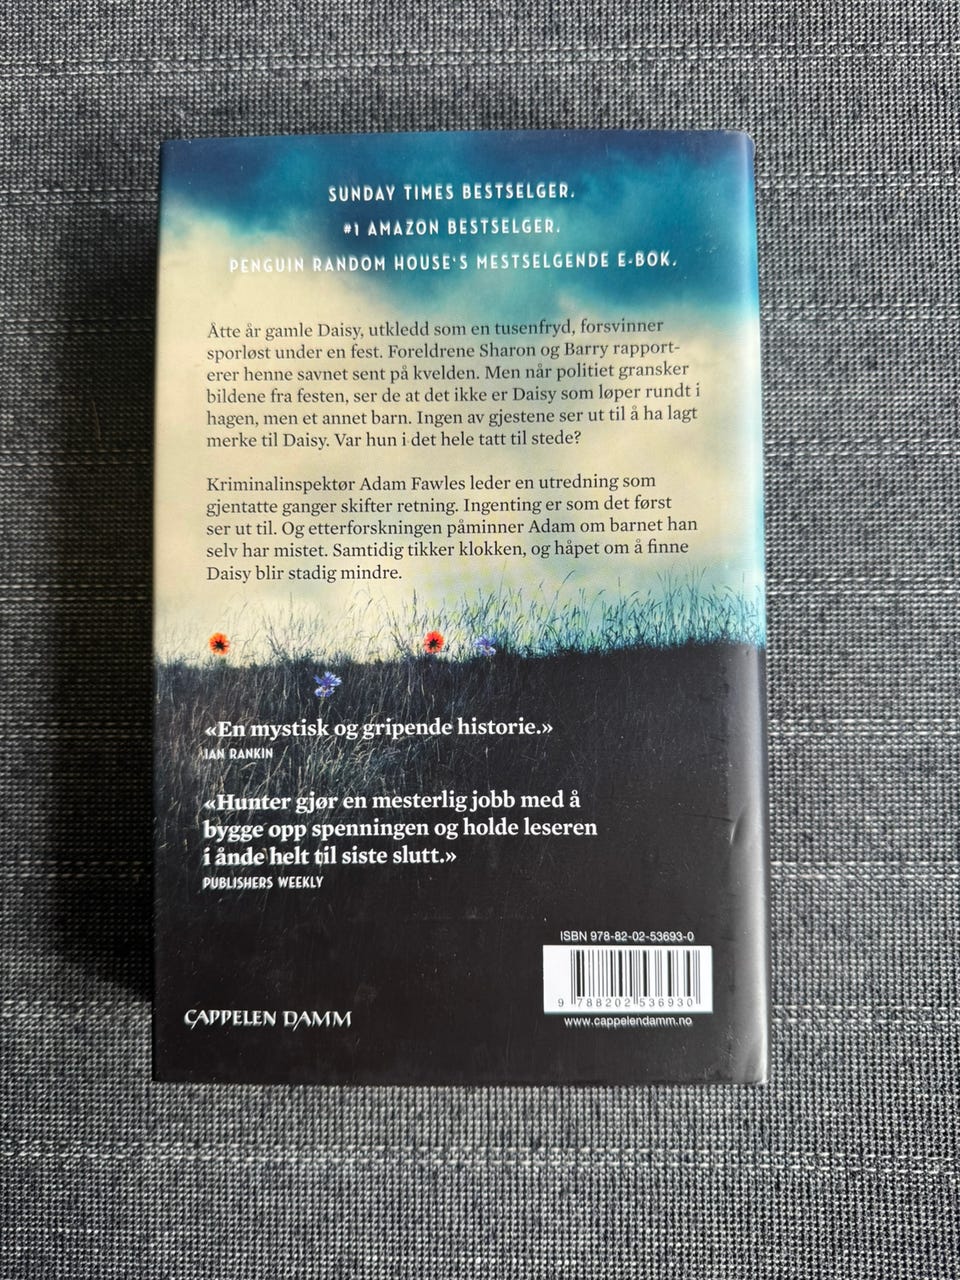 SUNDAY TIMES BESTSELGER.
#1 AMAZON BESTSELGER.
PENGUIN RANDOM HOUSE'S MESTSELGENDE E-BOK.
Åtte år gamle Daisy, utkledd som en tusenfryd, forsvinner
sporløst under en fest. Foreldrene Sharon og Barry rapport-
erer henne savnet sent på kvelden. Men når politiet gransker
bildene fra festen, ser de at det ikke er Daisy som løper rundt i
hagen, men et annet barn. Ingen av gjestene ser ut til å ha lagt
merke til Daisy. Var hun i det hele tatt til stede?
Kriminalinspektør Adam Fawles leder en utredning som
gjentatte ganger skifter retning. Ingenting er som det først
ser ut til. Og etterforskningen påminner Adam om barnet han
selv har mistet. Samtidig tikker klokken, og håpet om å finne
Daisy blir stadig mindre.
«En mystisk og gripende historie.»
IAN RANKIN
«Hunter gjør en mesterlig jobb med å
bygge opp spenningen og holde leseren
i ånde helt til siste slutt.»
PUBLISHERS WEEKLY
ISBN 978-82-02-53693-0
9 788202 536930
www.cappelendamm.no
CAPPELEN DAMM